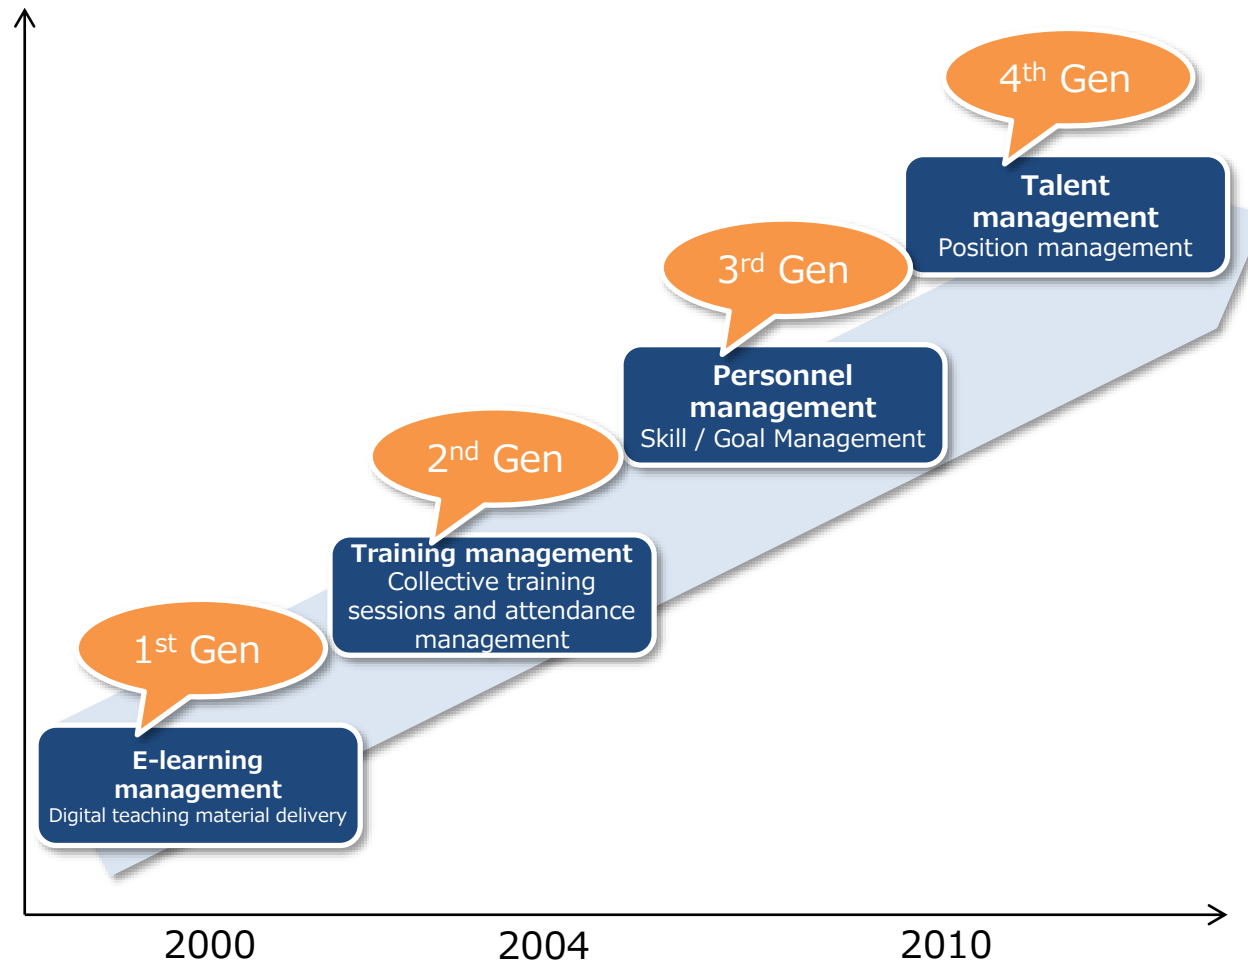 4th Gen
Talent
management
Position management
3rd Gen
Personnel
management
Skill / Goal Management
2nd Gen
Training management
Collective training
sessions and attendance
management
1st Gen
E-learning
management
Digital teaching material delivery
2000
2004
2010